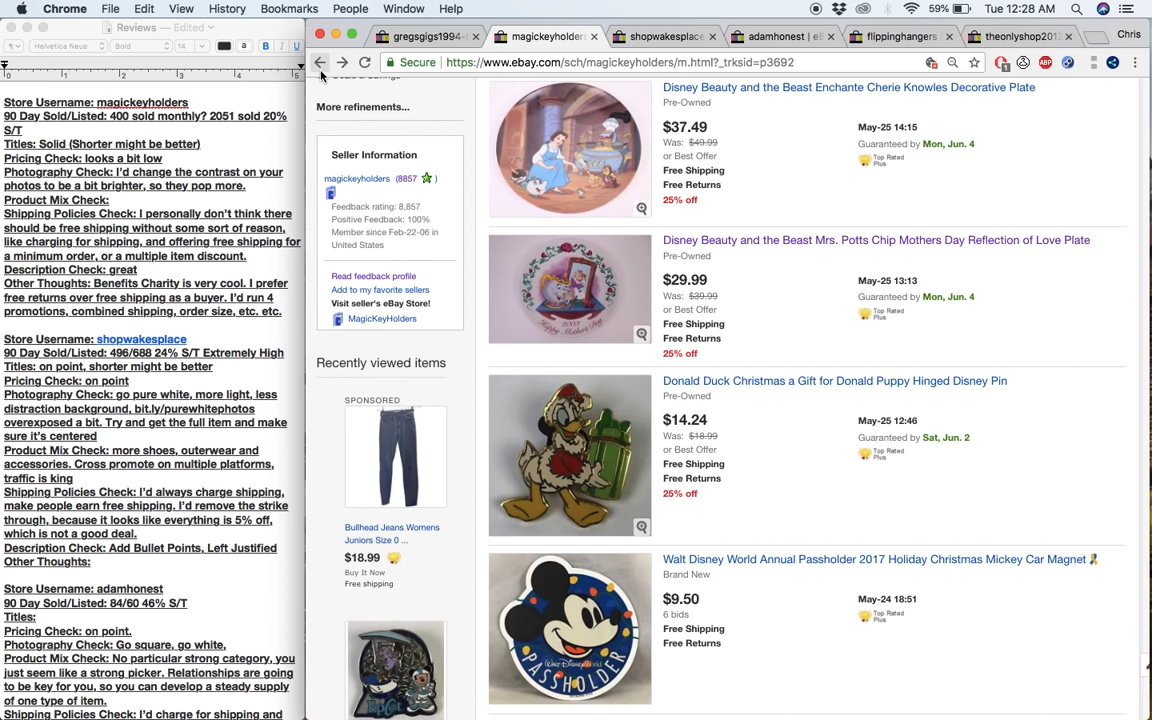 Chrome File Edit View History Bookmarks People Window Help
59% Tue 12:28 AM Chris
Reviews — Edited
gregsgigs1994-
magickeyholders
shopwakesplace
adamhonest | eB
flippinghangers
theonlyshop201
Chris
Helvetica Neue
Bold
14
a
B
I
U
Secure
https://www.ebay.com/sch/magickeyholders/m.html?_trksid=p3692
0 1 2 3 4 5
Store Username: magickeyholders
90 Day Sold/Listed: 400 sold monthly? 2051 sold 20%
S/T
Titles: Solid (Shorter might be better)
Pricing Check: looks a bit low
Photography Check: I'd change the contrast on your
photos to be a bit brighter, so they pop more.
Product Mix Check:
Shipping Policies Check: I personally don't think there
should be free shipping without some sort of reason,
like charging for shipping, and offering free shipping for
a minimum order, or a multiple item discount.
Description Check: great
Other Thoughts: Benefits Charity is very cool. I prefer
free returns over free shipping as a buyer. I'd run 4
promotions, combined shipping, order size, etc. etc.
Store Username: shopwakesplace
90 Day Sold/Listed: 496/688 24% S/T Extremely High
Titles: on point, shorter might be better
Pricing Check: on point
Photography Check: go pure white, more light, less
distraction background, bit.ly/purewhitephotos
overexposed a bit. Try and get the full item and make
sure it's centered
Product Mix Check: more shoes, outerwear and
accessories. Cross promote on multiple platforms,
traffic is king
Shipping Policies Check: I'd always charge shipping,
make people earn free shipping. I'd remove the strike
through, because it looks like everything is 5% off,
which is not a good deal.
Description Check: Add Bullet Points, Left Justified
Other Thoughts:
Store Username: adamhonest
90 Day Sold/Listed: 84/60 46% S/T
Titles:
Pricing Check: on point.
Photography Check: Go square, go white,
Product Mix Check: No particular strong category, you
just seem like a strong picker. Relationships are going
to be key for you, so you can develop a steady supply
of one type of item.
Shipping Policies Check: I'd charge for shipping and
More refinements...
Seller Information
magickeyholders (8857 )
Feedback rating: 8,857
Positive Feedback: 100%
Member since Feb-22-06 in
United States
Read feedback profile
Add to my favorite sellers
Visit seller's eBay Store!
MagicKeyHolders
Recently viewed items
SPONSORED
Bullhead Jeans Womens
Juniors Size 0 ...
$18.99
Buy It Now
Free shipping
Epcot
Disney Beauty and the Beast Enchante Cherie Knowles Decorative Plate
Pre-Owned
$37.49
May-25 14:15
Was: $49.99
Guaranteed by Mon, Jun. 4
or Best Offer
Top Rated
Plus
Free Shipping
Free Returns
25% off
Disney Beauty and the Beast Mrs. Potts Chip Mothers Day Reflection of Love Plate
Pre-Owned
$29.99
May-25 13:13
Was: $39.99
Guaranteed by Mon, Jun. 4
or Best Offer
Top Rated
Plus
Free Shipping
Free Returns
25% off
Happy Mother's Day
Donald Duck Christmas a Gift for Donald Puppy Hinged Disney Pin
Pre-Owned
$14.24
May-25 12:46
Was: $18.99
Guaranteed by Sat, Jun. 2
or Best Offer
Top Rated
Plus
Free Shipping
Free Returns
25% off
Walt Disney World Annual Passholder 2017 Holiday Christmas Mickey Car Magnet
Brand New
$9.50
May-24 18:51
6 bids
Top Rated
Plus
Free Shipping
Free Returns
Walt Disney World
PASSHOLDER